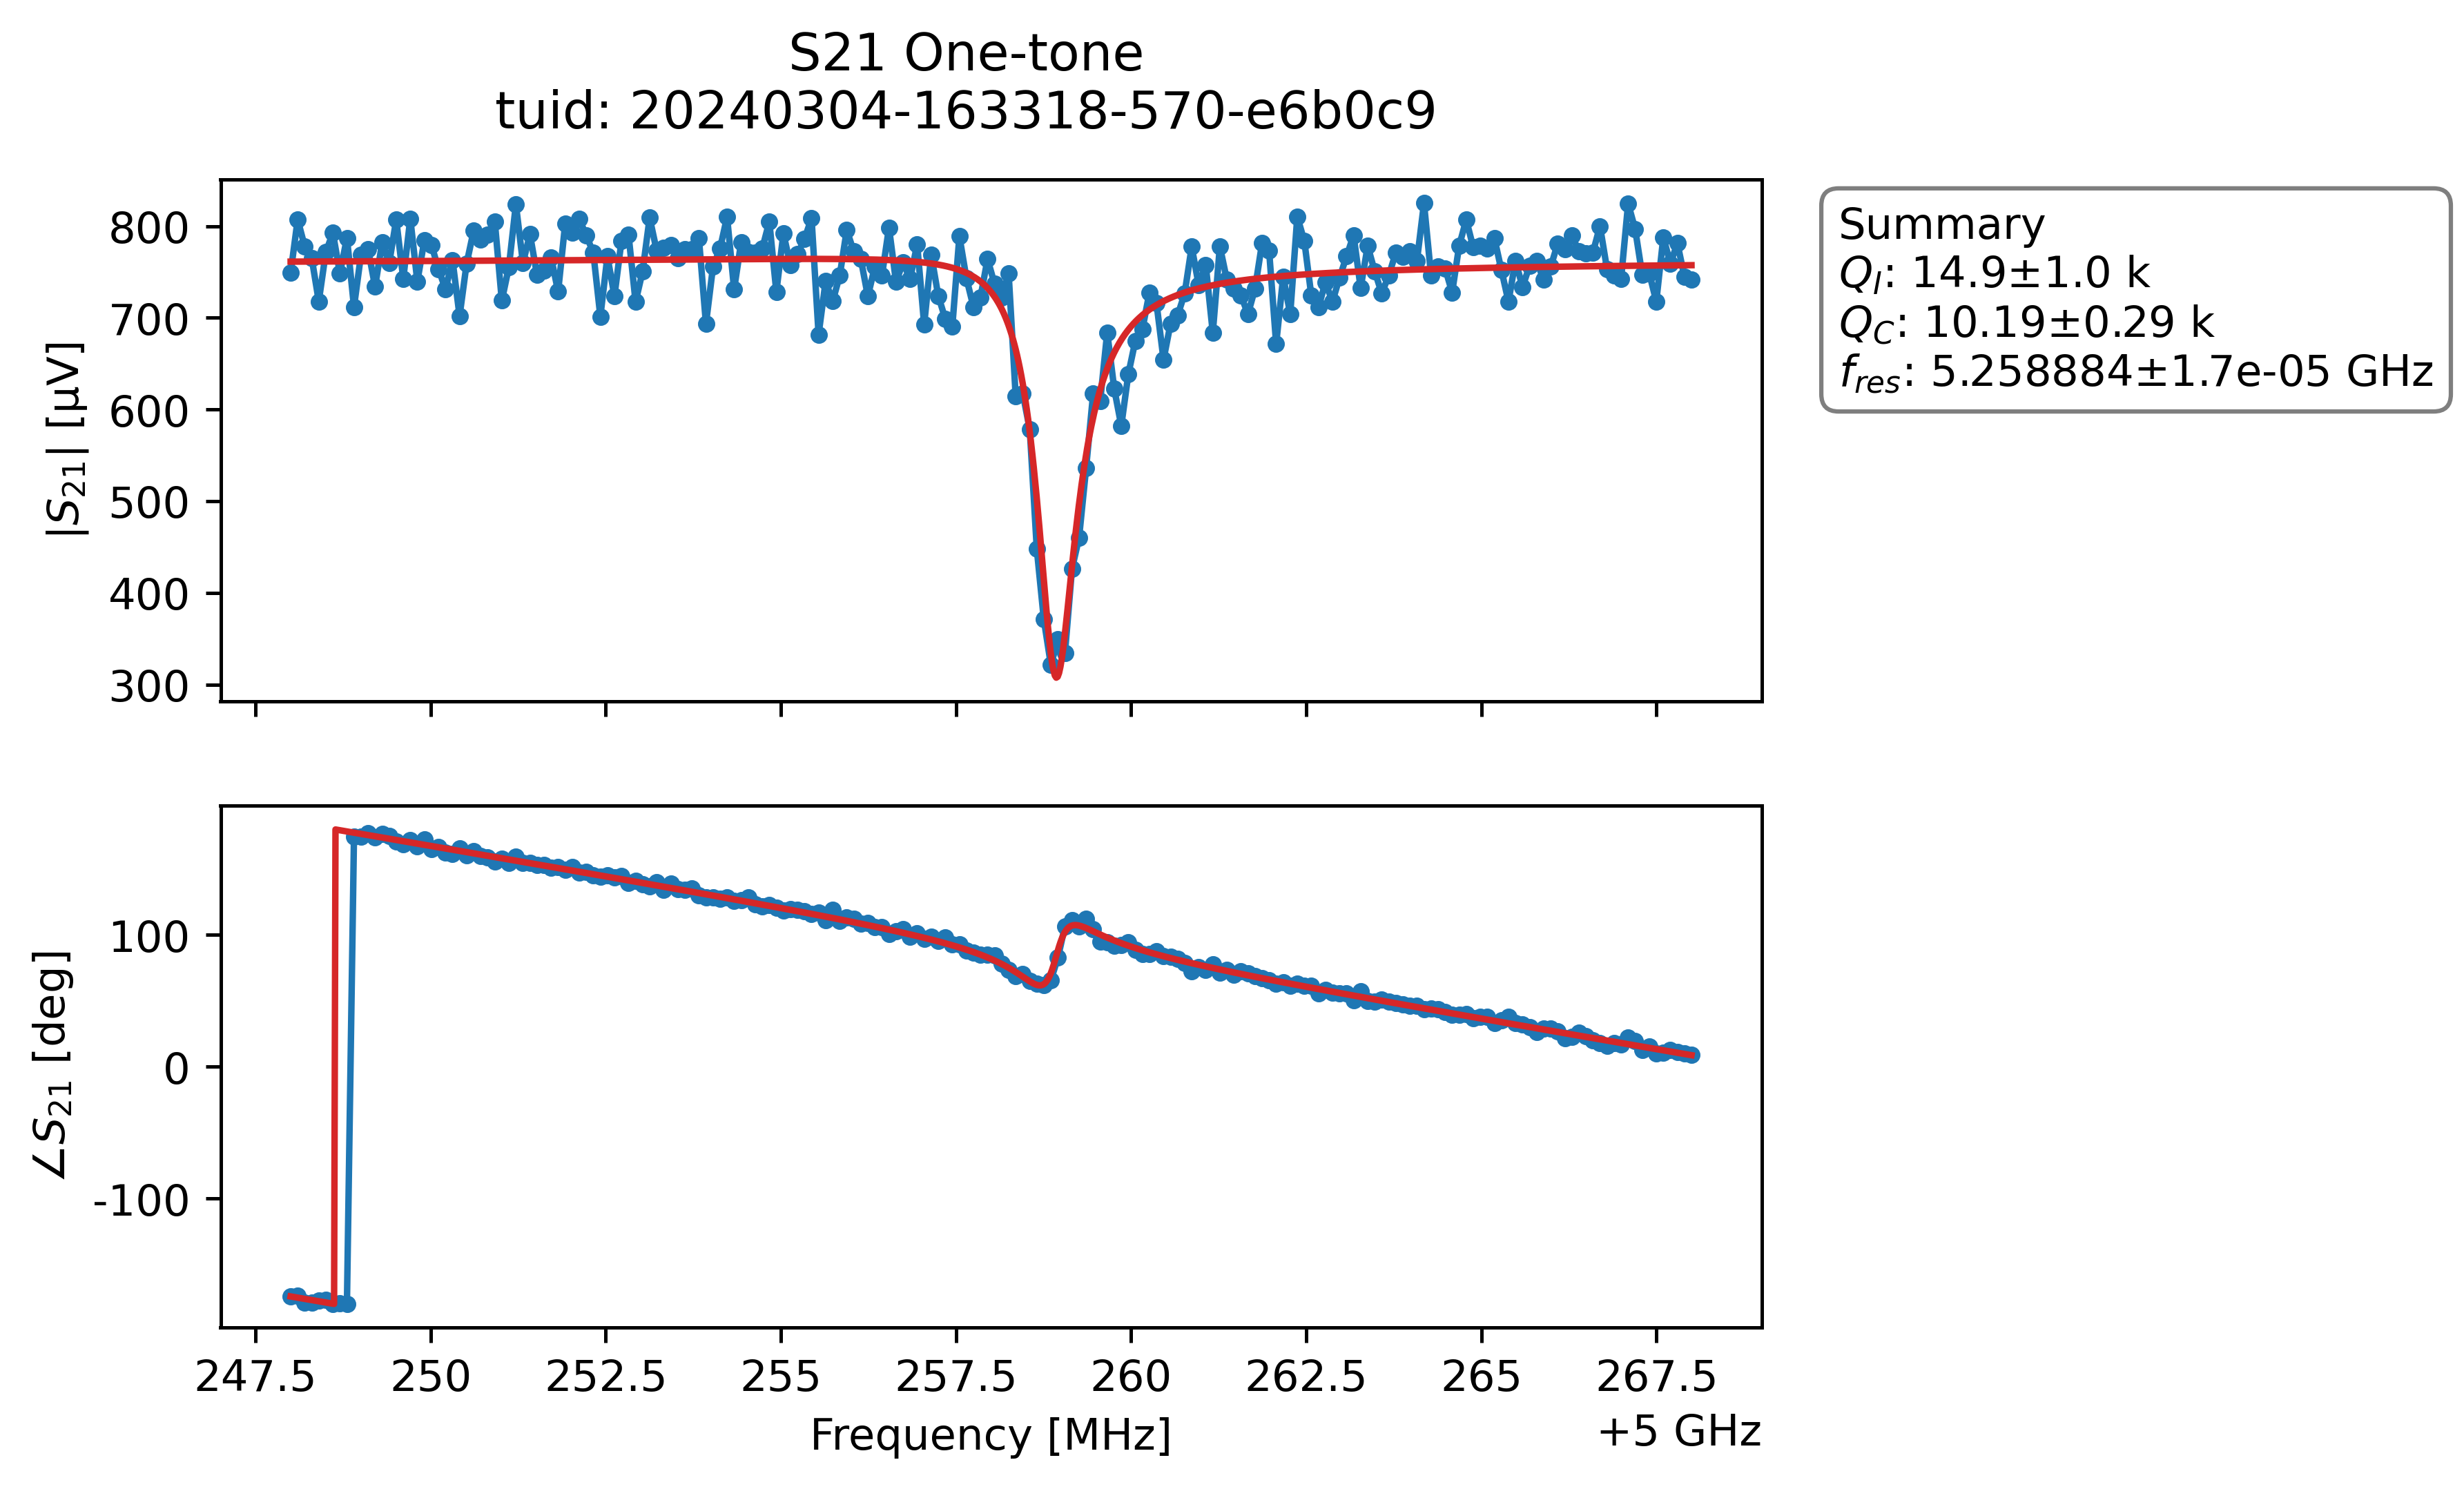 S21 One-tone
tuid: 20240304-163318-570-e6b0c9
|S21| [µV]
800
700
600
500
400
300
Summary
Ql: 14.9±1.0 k
QC: 10.19±0.29 k
fres: 5.258884±1.7e-05 GHz
∠S21 [deg]
100
0
-100
247.5 250 252.5 255 257.5 260 262.5 265 267.5
Frequency [MHz]
+5 GHz